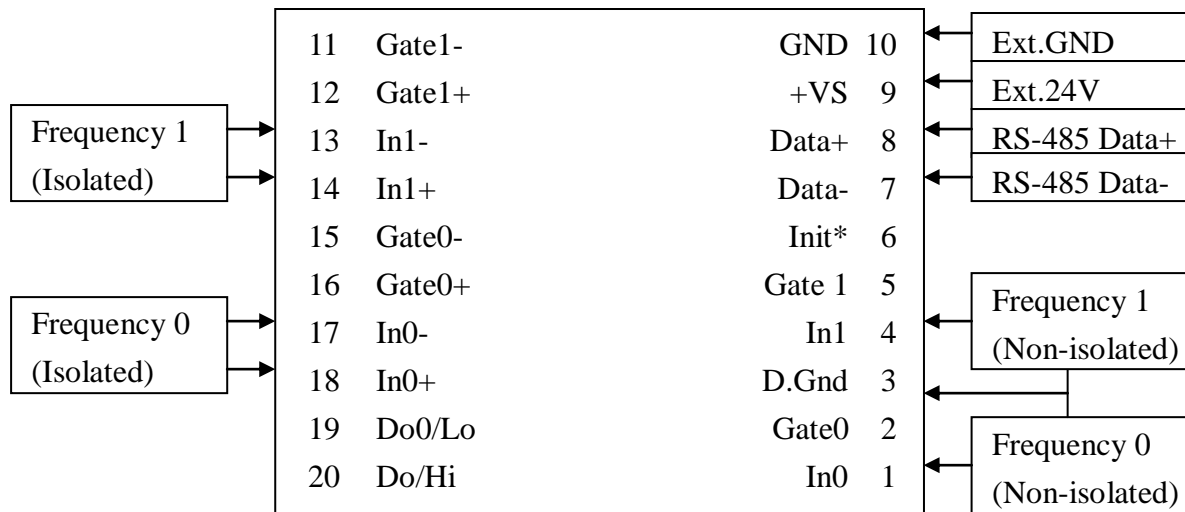 11 Gate1- GND 10
12 Gate1+ +VS 9
13 In1- Data+ 8
14 In1+ Data- 7
15 Gate0- Init* 6
16 Gate0+ Gate 1 5
17 In0- In1 4
18 In0+ D.Gnd 3
19 Do0/Lo Gate0 2
20 Do/Hi In0 1
Frequency 1
(Isolated)
Frequency 0
(Isolated)
Ext.GND
Ext.24V
RS-485 Data+
RS-485 Data-
Frequency 1
(Non-isolated)
Frequency 0
(Non-isolated)